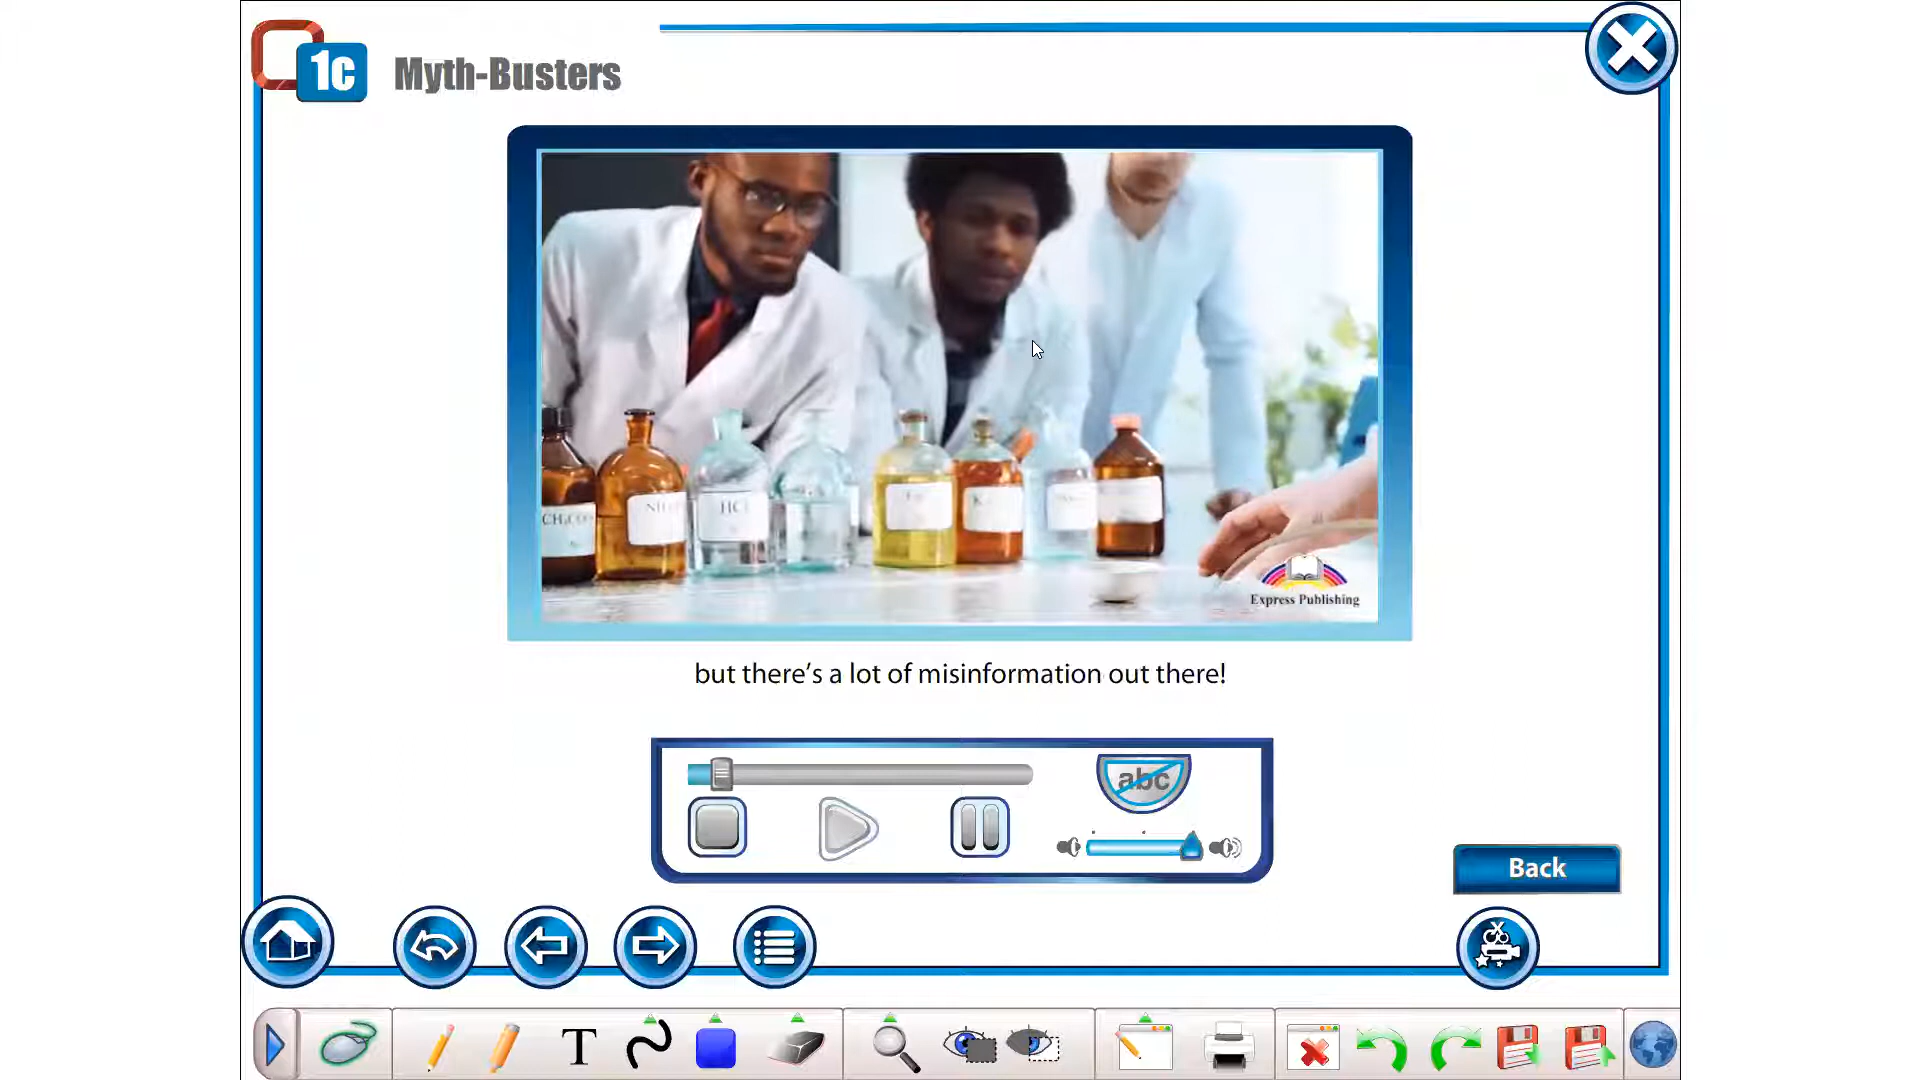 1c Myth-Busters
CH₃CO
HCl
Express Publishing
but there's a lot of misinformation out there!
abc
Back
T